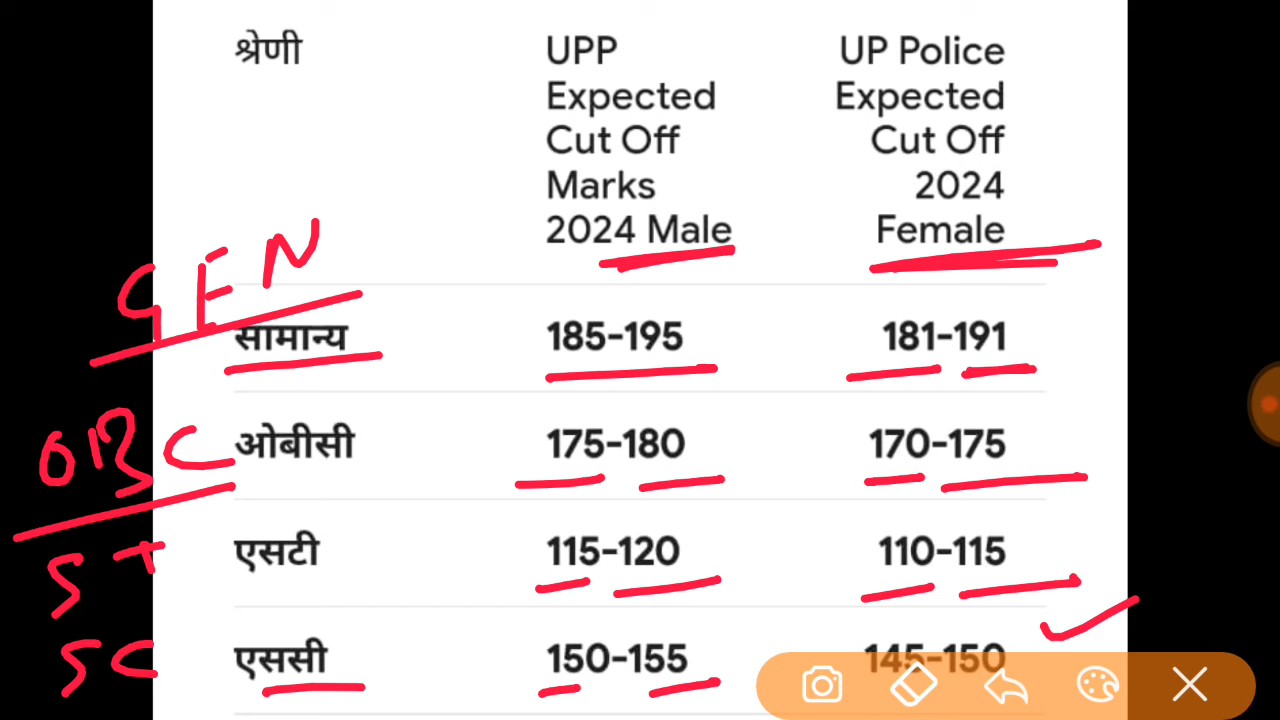 श्रेणी
UPP
Expected
Cut Off
Marks
2024 Male
UP Police
Expected
Cut Off
2024
Female
GEN
सामान्य 185-195 181-191
OBC ओबीसी 175-180 170-175
ST एसटी 115-120 110-115
SC एससी 150-155 145-150